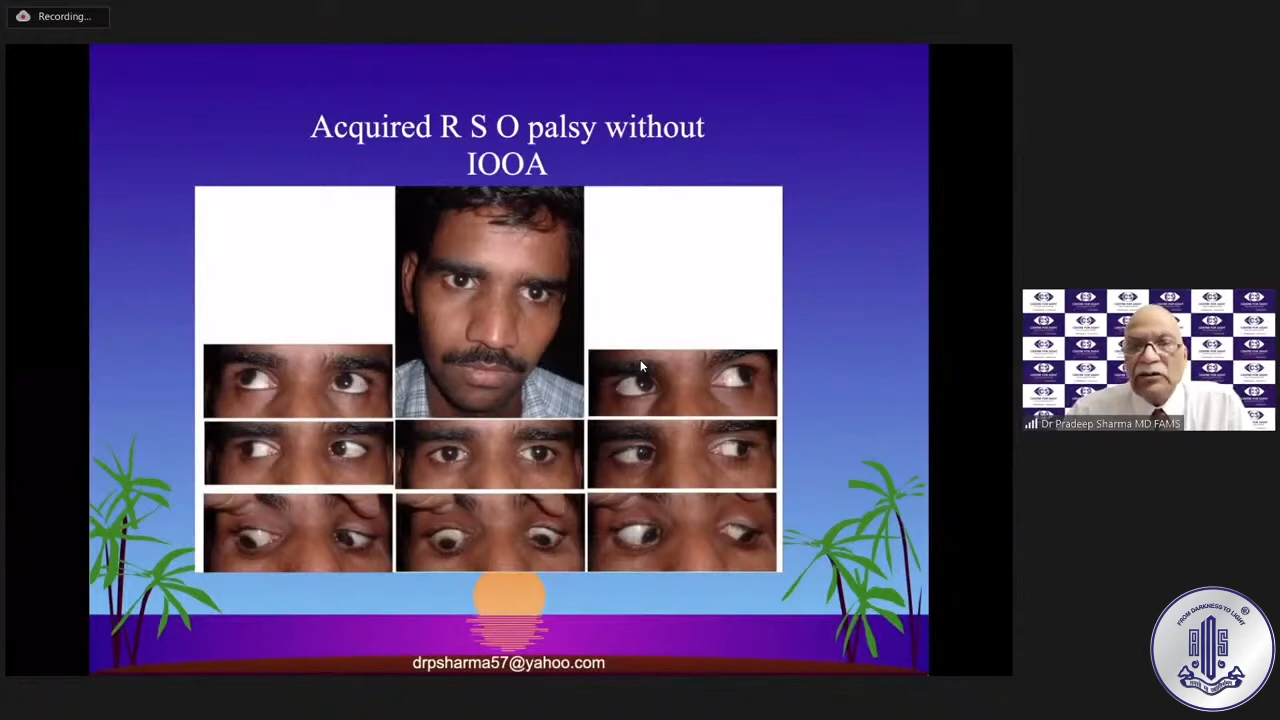 Recording...
Acquired R S O palsy without
IOOA
Dr Pradeep Sharma MD FAMS
drpsharma57@yahoo.com
FROM DARKNESS TO LIGHT